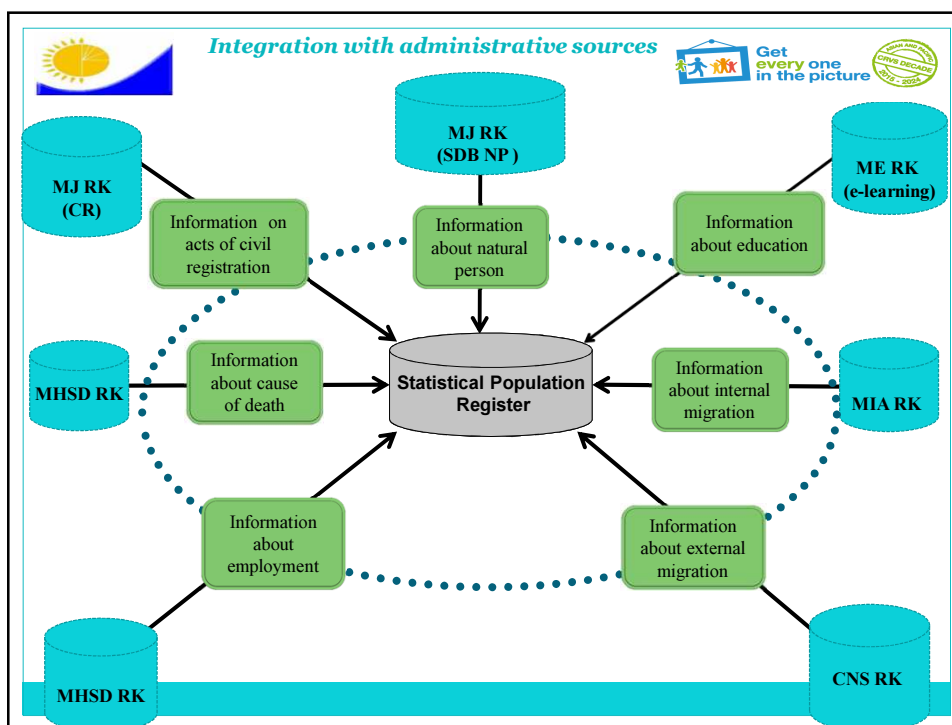 Integration with administrative sources
Get
every one
in the picture
ASIAN AND PACIFIC
CRVS DECADE
2015 - 2024
MJ RK
(SDB NP )
MJ RK
(CR)
ME RK
(e-learning)
Information on
acts of civil
registration
Information
about natural
person
Information
about education
MHSD RK
Information
about cause
of death
Statistical Population
Register
Information
about internal
migration
MIA RK
Information
about
employment
Information
about external
migration
MHSD RK
CNS RK